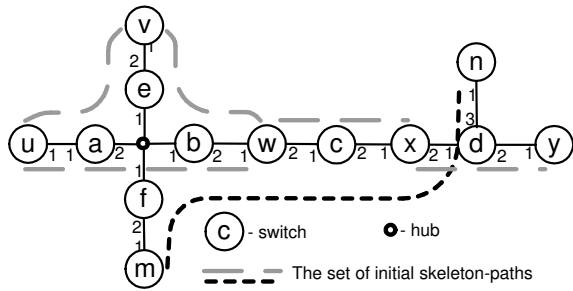 v
1
2
n
e
1
1
3
u 1 1 a 2 1 b 2 1 w 2 1 c 2 1 x 2 1 d 2 1 y
1
f
2
1
m
c - switch
- hub
The set of initial skeleton-paths